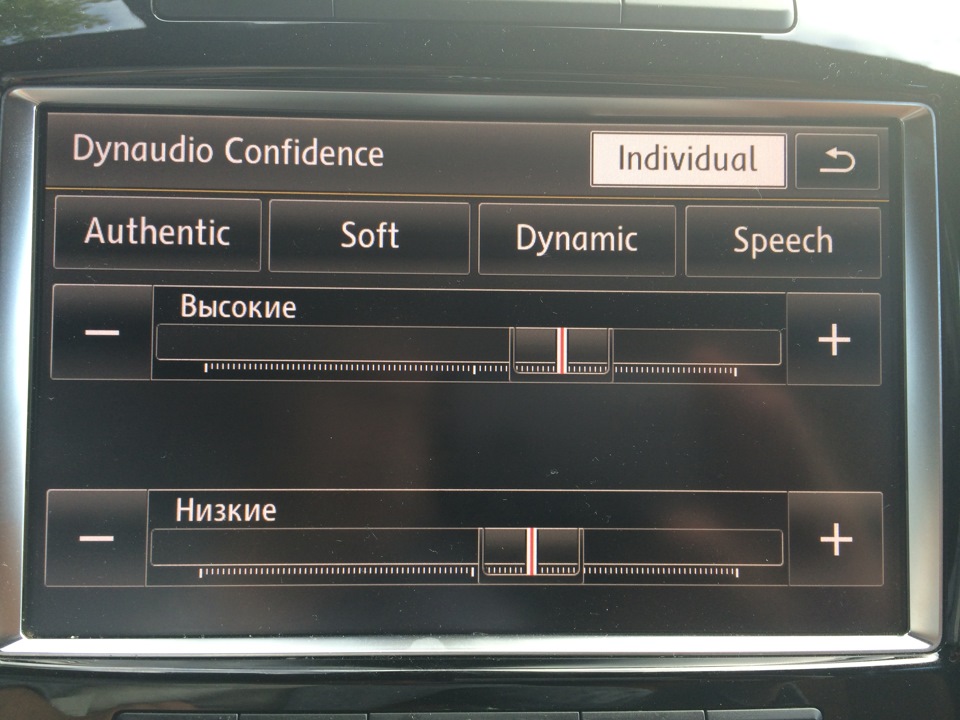 Dynaudio Confidence Individual
Authentic Soft Dynamic Speech
Высокие
− +
Низкие
− +